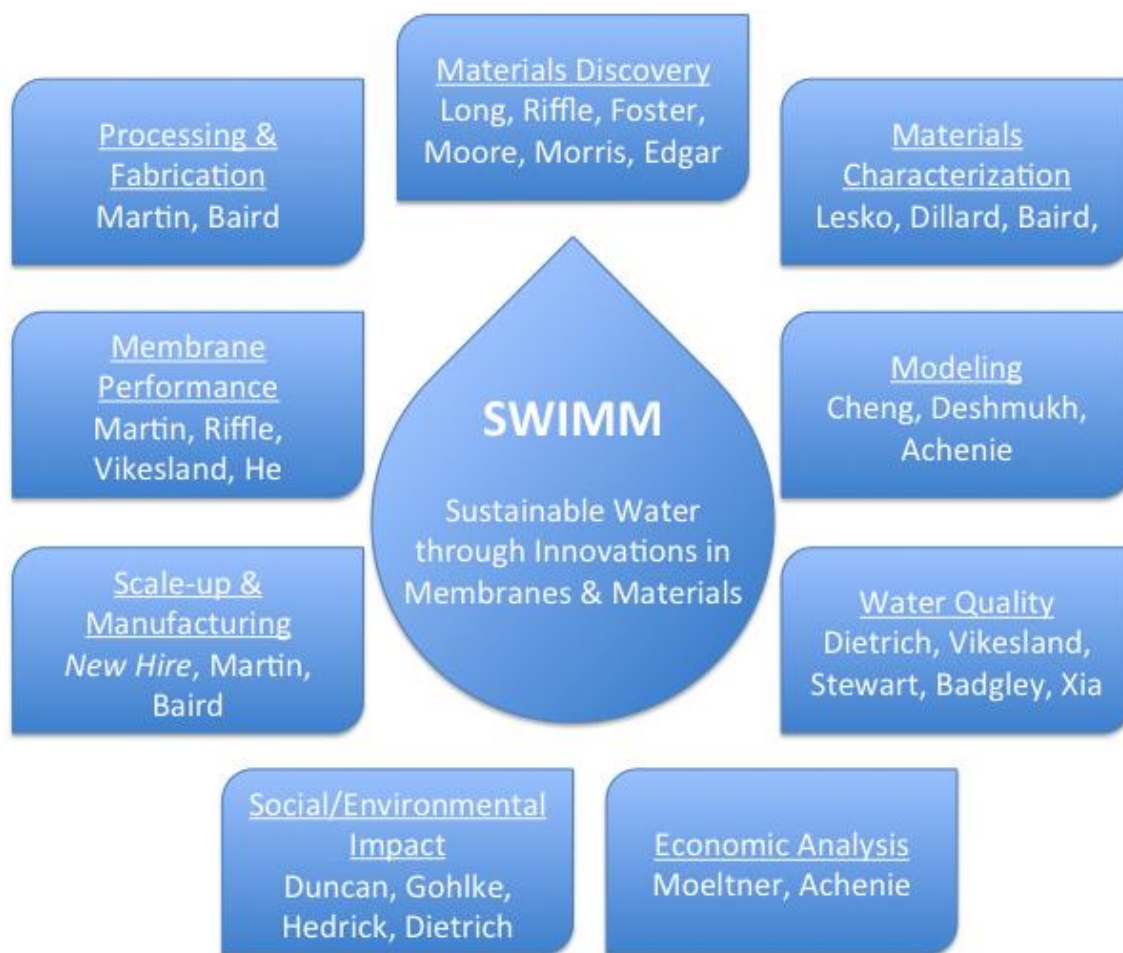 Materials Discovery
Long, Riffle, Foster,
Moore, Morris, Edgar
Processing &
Fabrication
Martin, Baird
Materials
Characterization
Lesko, Dillard, Baird,
Membrane
Performance
Martin, Riffle,
Vikesland, He
SWIMM
Sustainable Water
through Innovations in
Membranes & Materials
Modeling
Cheng, Deshmukh,
Achenie
Scale-up &
Manufacturing
New Hire, Martin,
Baird
Water Quality
Dietrich, Vikesland,
Stewart, Badgley, Xia
Social/Environmental
Impact
Duncan, Gohlke,
Hedrick, Dietrich
Economic Analysis
Moeltner, Achenie